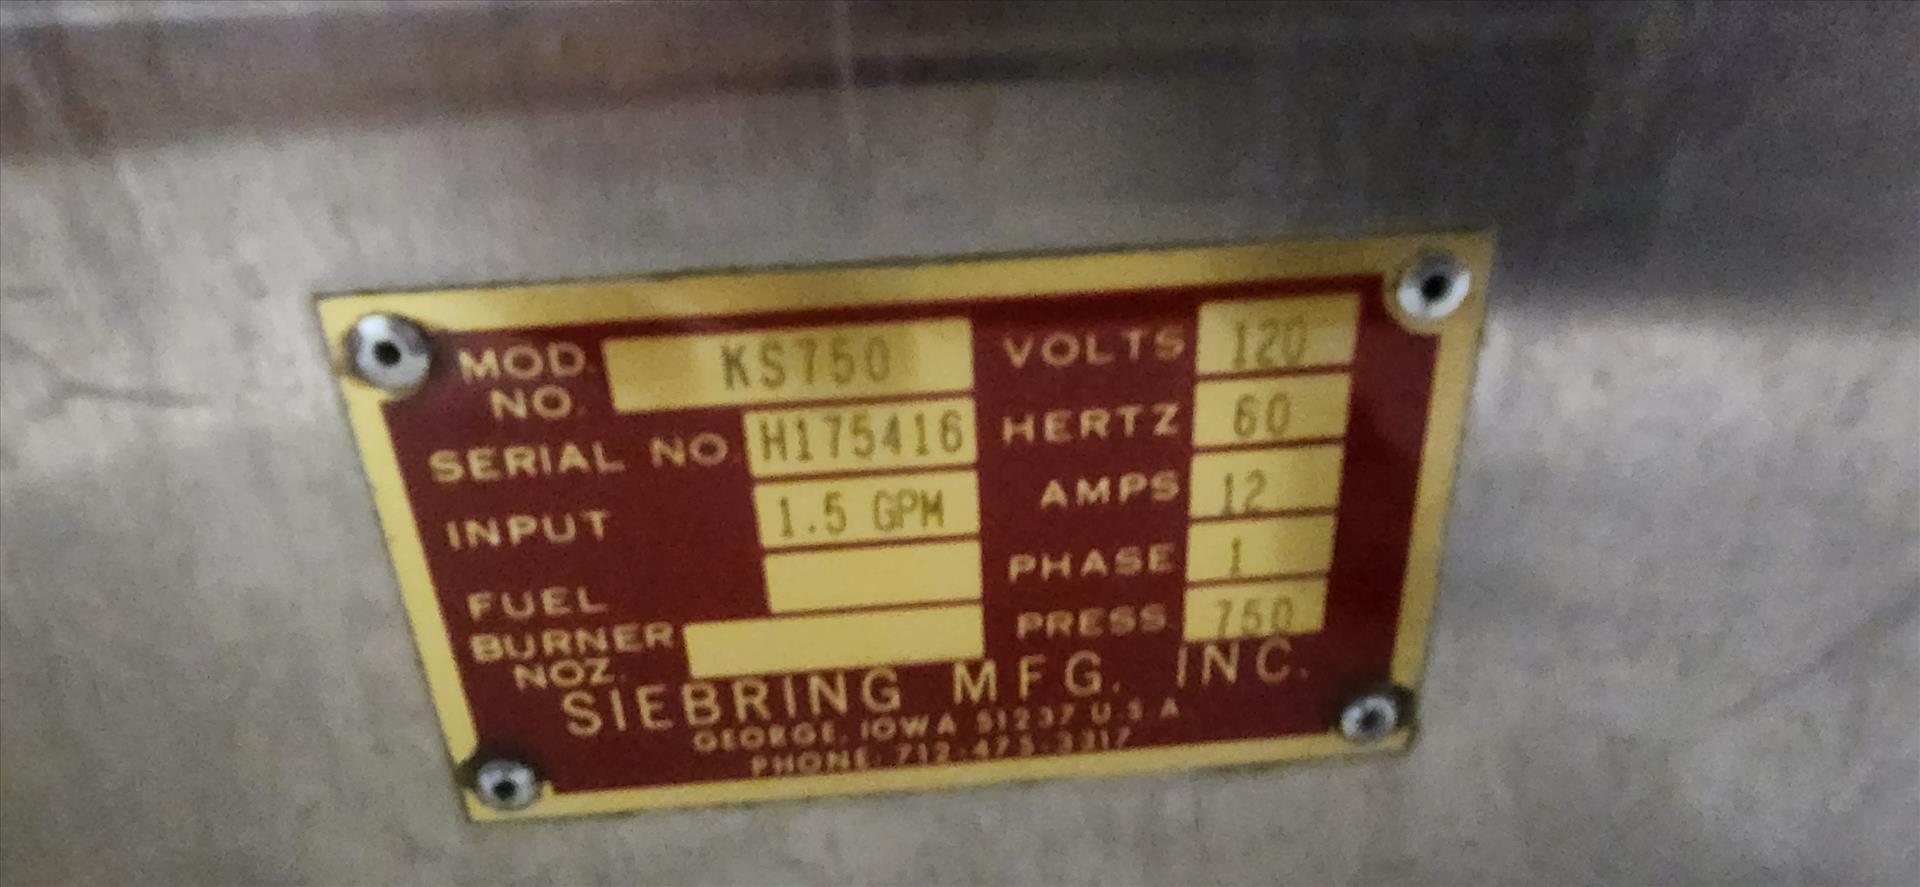 MOD. NO. KS750 VOLTS 120
SERIAL NO. H175416 HERTZ 60
INPUT 1.5 GPM AMPS 12
FUEL PHASE 1
BURNER NOZ. PRESS. 750
SIEBRING MFG. INC.
GEORGE, IOWA 51237 U.S.A.
PHONE: 712-475-3317